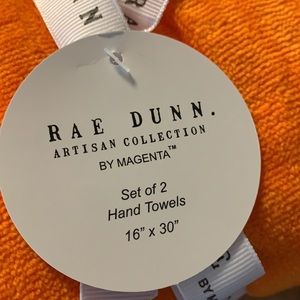 RAE DUNN.
ARTISAN COLLECTION
BY MAGENTA™
Set of 2
Hand Towels
16" x 30"